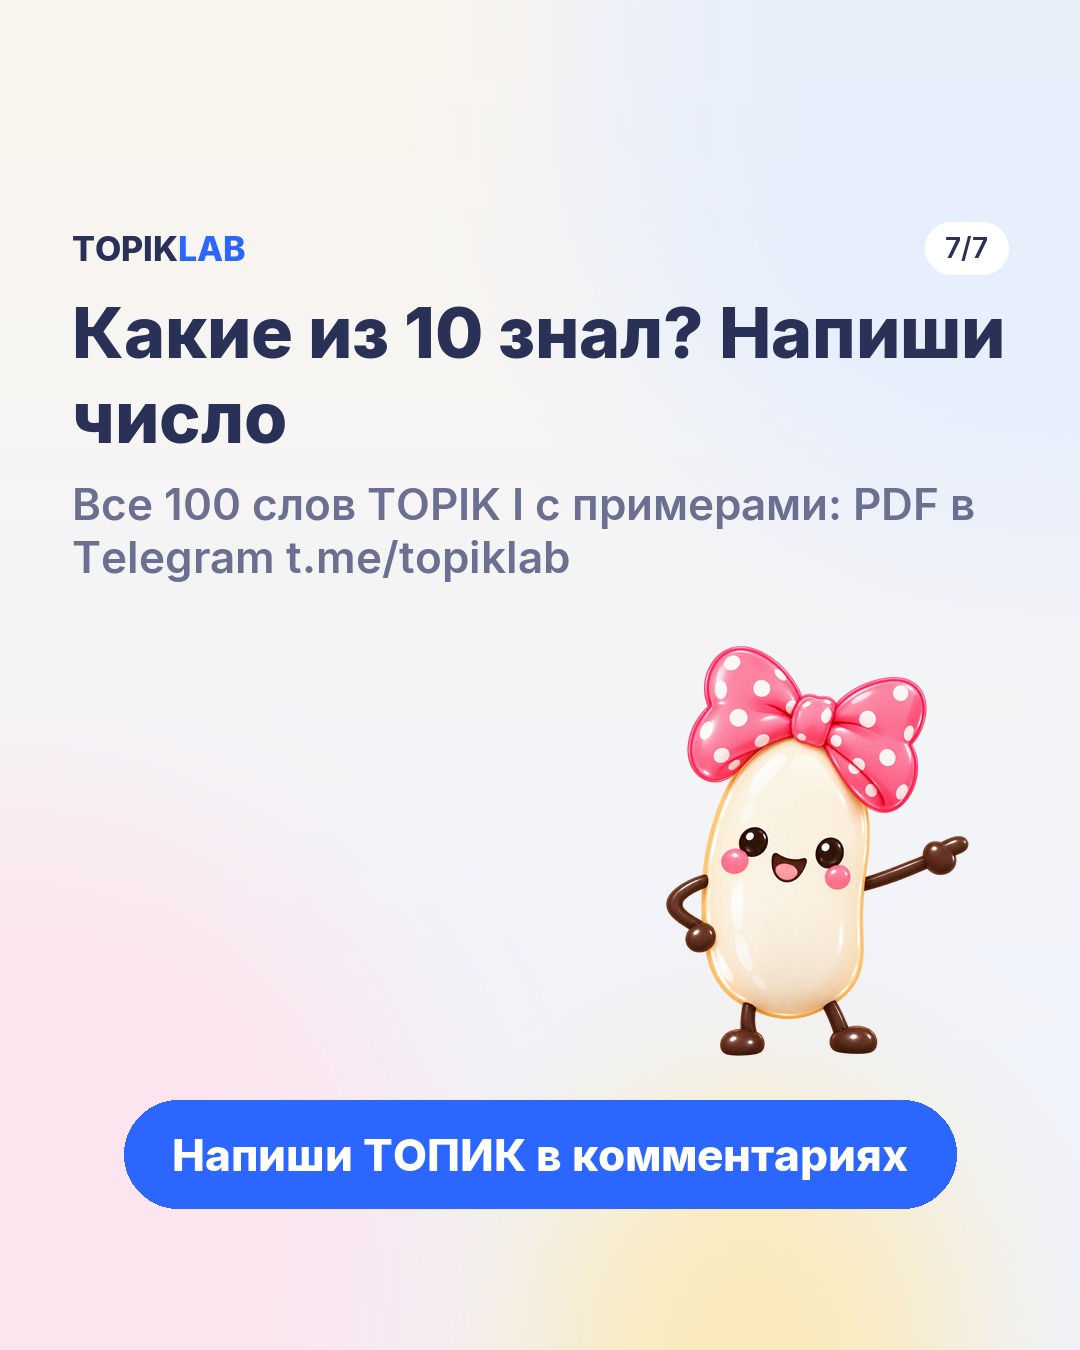 TOPIKLAB
7/7
Какие из 10 знал? Напиши
число
Все 100 слов TOPIK I с примерами: PDF в
Telegram t.me/topiklab
Напиши ТОПИК в комментариях